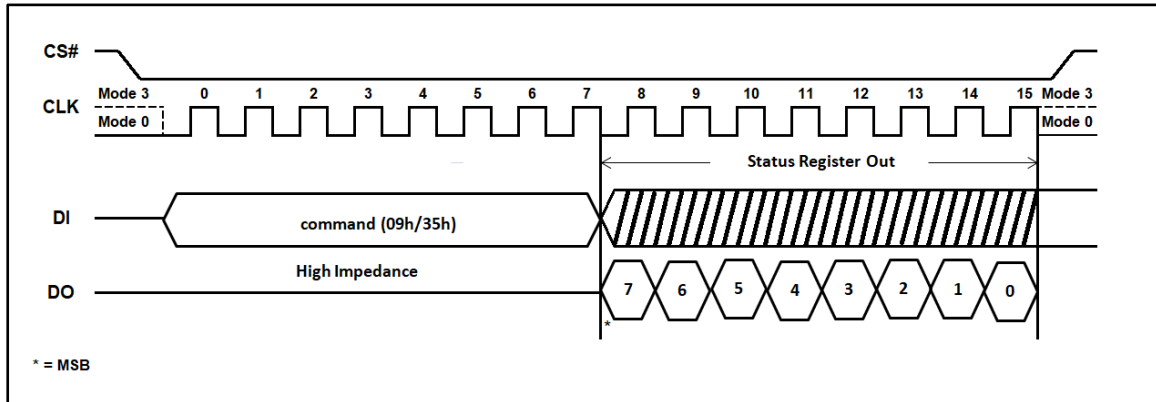 CS#
Mode 3 0 1 2 3 4 5 6 7 8 9 10 11 12 13 14 15 Mode 3
CLK
Mode 0 Mode 0
Status Register Out
DI command (09h/35h)
High Impedance
DO 7 6 5 4 3 2 1 0
*
* = MSB